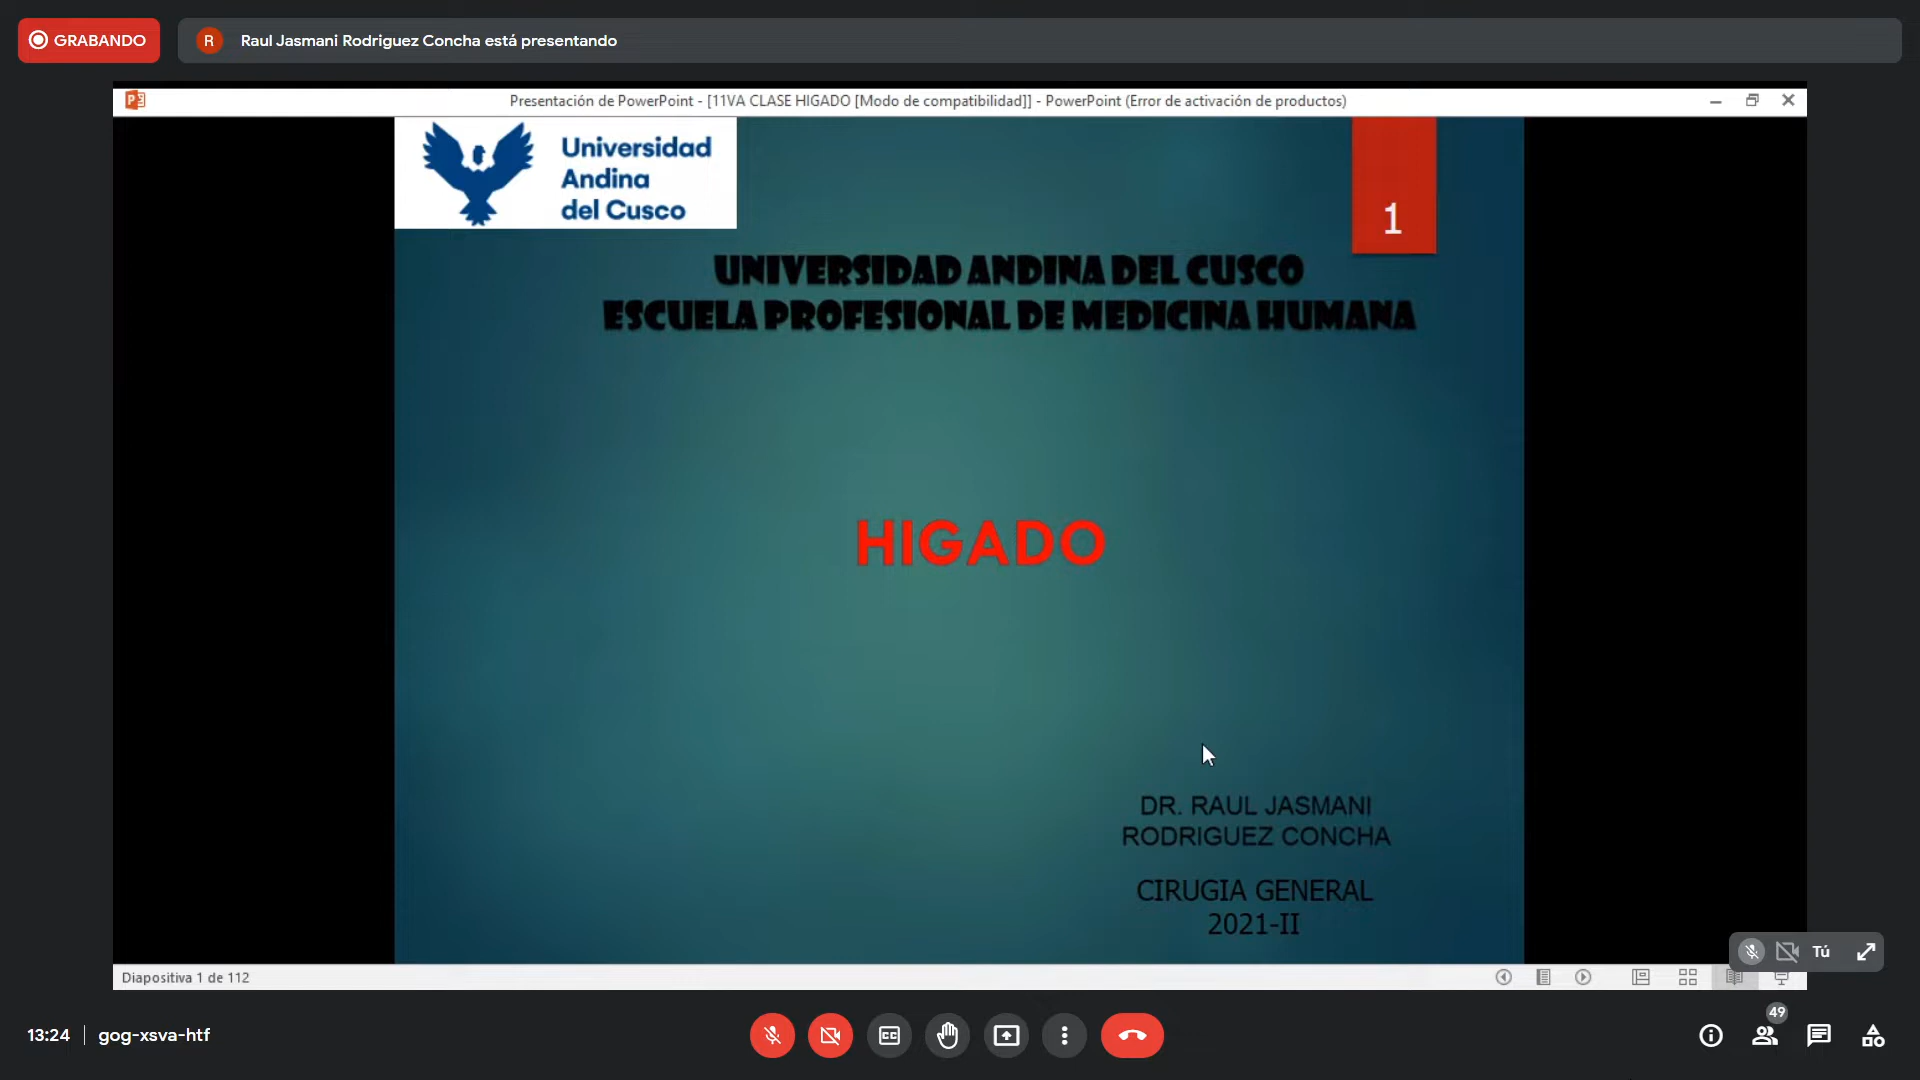 GRABANDO
R
Raul Jasmani Rodriguez Concha está presentando
Presentación de PowerPoint - [11VA CLASE HIGADO [Modo de compatibilidad]] - PowerPoint (Error de activación de productos)
Universidad
Andina
del Cusco
1
UNIVERSIDAD ANDINA DEL CUSCO
ESCUELA PROFESIONAL DE MEDICINA HUMANA
HIGADO
DR. RAUL JASMANI
RODRIGUEZ CONCHA
CIRUGIA GENERAL
2021-II
Tú
Diapositiva 1 de 112
13:24
gog-xsva-htf
49